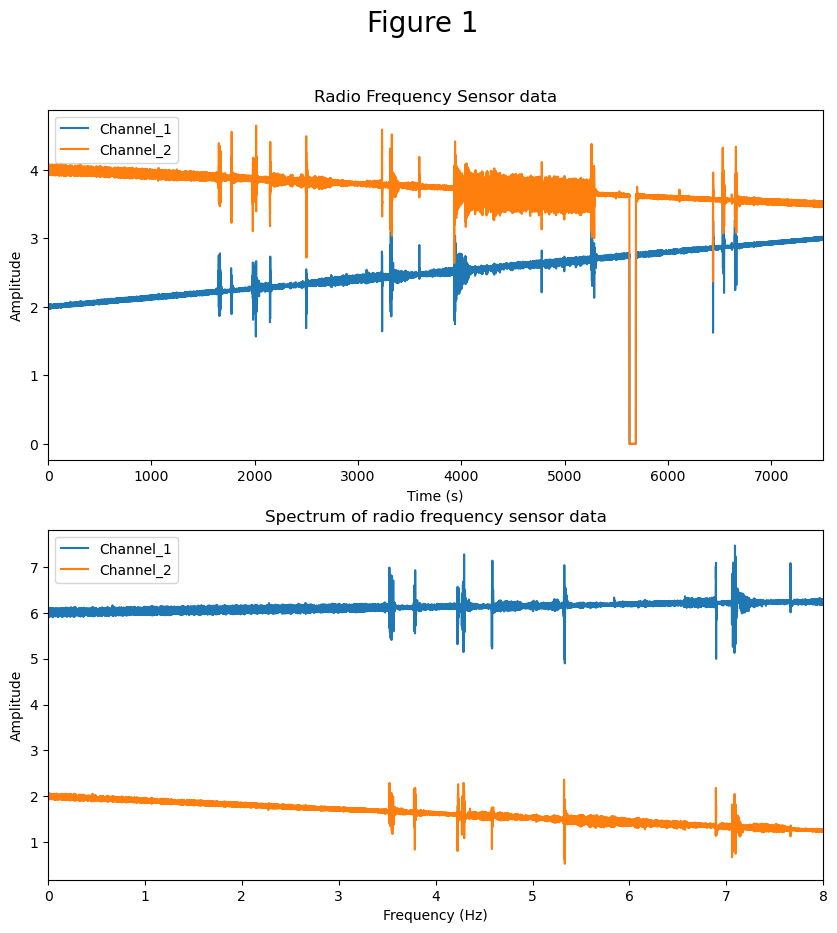 Figure 1
Radio Frequency Sensor data
Channel_1
Channel_2
Amplitude
4
3
2
1
0
0 1000 2000 3000 4000 5000 6000 7000
Time (s)
Spectrum of radio frequency sensor data
Channel_1
Channel_2
Amplitude
7
6
5
4
3
2
1
0 1 2 3 4 5 6 7 8
Frequency (Hz)